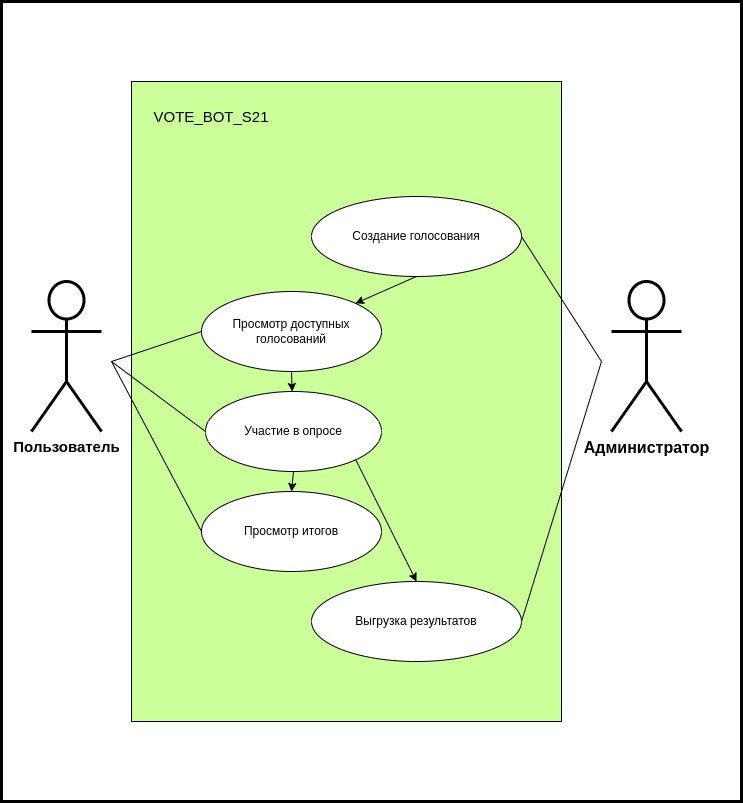 VOTE_BOT_S21
Создание голосования
Просмотр доступных
голосований
Участие в опросе
Пользователь
Администратор
Просмотр итогов
Выгрузка результатов